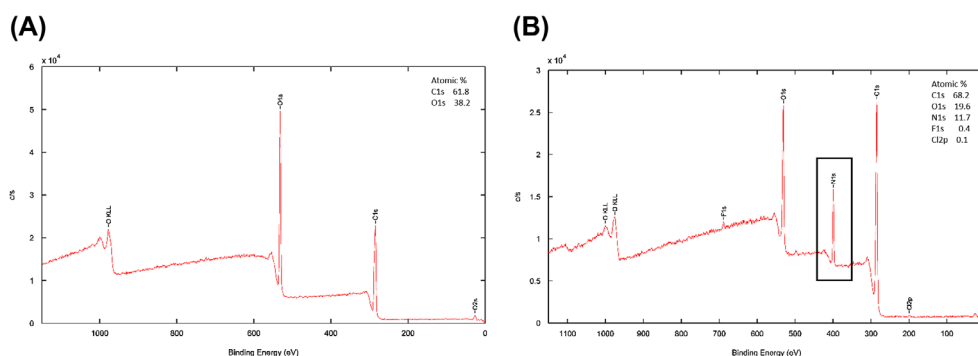 (A)
x 10⁴
6
5
4
3
2
1
0
c/s
-O KLL
-O1s
-C1s
-O2s
Atomic %
C1s 61.8
O1s 38.2
1000 800 600 400 200 0
Binding Energy (eV)
(B)
x 10⁴
3
2.5
2
1.5
1
0.5
0
c/s
-O KLL
-O KLL
-F1s
-O1s
-N1s
-C1s
-Cl2p
Atomic %
C1s 68.2
O1s 19.6
N1s 11.7
F1s 0.4
Cl2p 0.1
1100 1000 900 800 700 600 500 400 300 200 100 0
Binding Energy (eV)